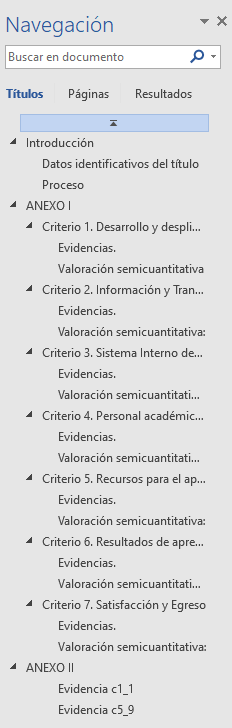 Navegación
Buscar en documento
Títulos Páginas Resultados
Introducción
Datos identificativos del título
Proceso
ANEXO I
Criterio 1. Desarrollo y despli...
Evidencias.
Valoración semicuantitativa
Criterio 2. Información y Tran...
Evidencias.
Valoración semicuantitativa:
Criterio 3. Sistema Interno de...
Evidencias.
Valoración semicuantitati...
Criterio 4. Personal académic...
Evidencias.
Valoración semicuantitati...
Criterio 5. Recursos para el ap...
Evidencias.
Valoración semicuantitativa:
Criterio 6. Resultados de apre...
Evidencias.
Valoración semicuantitati...
Criterio 7. Satisfacción y Egreso
Evidencias.
Valoración semicuantitativa:
ANEXO II
Evidencia c1_1
Evidencia c5_9